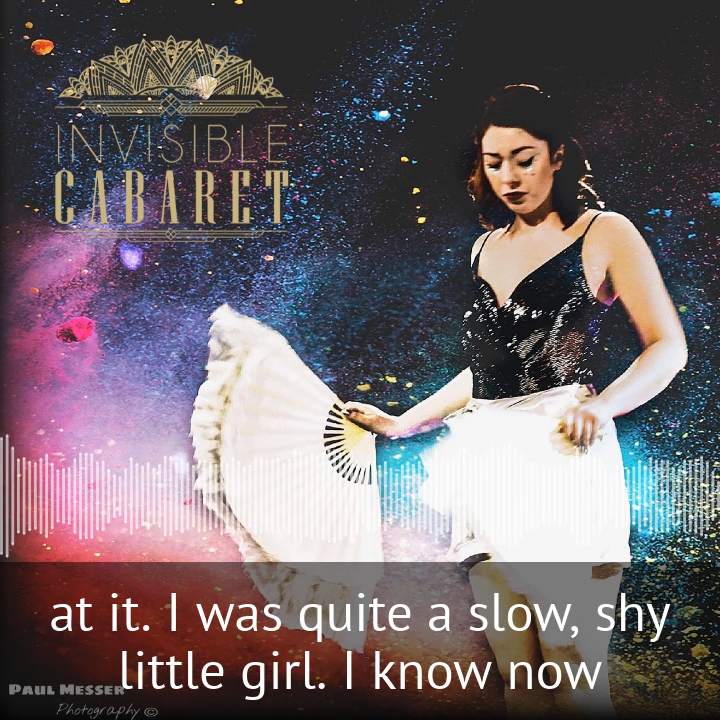 INVISIBLE
CABARET
at it. I was quite a slow, shy
little girl. I know now
PAUL MESSER
Photography ©